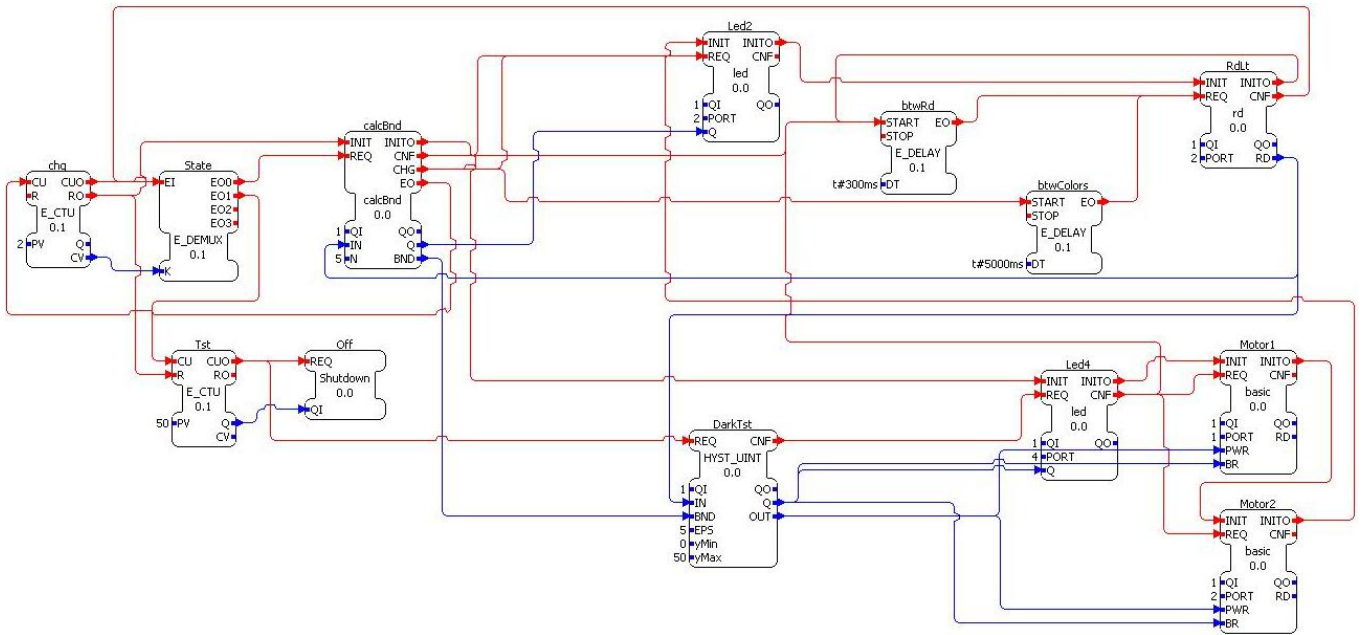 Led2
INIT INITO
REQ CNF
led
0.0
1 QI QO
2 PORT
Q
RdLt
INIT INITO
REQ CNF
rd
0.0
1 QI QO
2 PORT RD
btwRd
START EO
STOP
E_DELAY
0.1
t#300ms DT
calcBnd
INIT INITO
REQ CNF
CHG
EO
calcBnd
0.0
1 QI QO
IN Q
5 N BND
chg
CU CUO
R RO
E_CTU
0.1
2 PV Q
CV
State
EI EO0
EO1
EO2
EO3
E_DEMUX
0.1
K
btwColors
START EO
STOP
E_DELAY
0.1
t#5000ms DT
Tst
CU CUO
R RO
E_CTU
0.1
50 PV Q
CV
Off
REQ
Shutdown
0.0
QI
Led4
INIT INITO
REQ CNF
led
0.0
1 QI QO
4 PORT
Q
Motor1
INIT INITO
REQ CNF
basic
0.0
1 QI QO
1 PORT RD
PWR
BR
DarkTst
REQ CNF
HYST_UINT
0.0
1 QI QO
IN Q
BND OUT
5 EPS
0 yMin
50 yMax
Motor2
INIT INITO
REQ CNF
basic
0.0
1 QI QO
2 PORT RD
PWR
BR